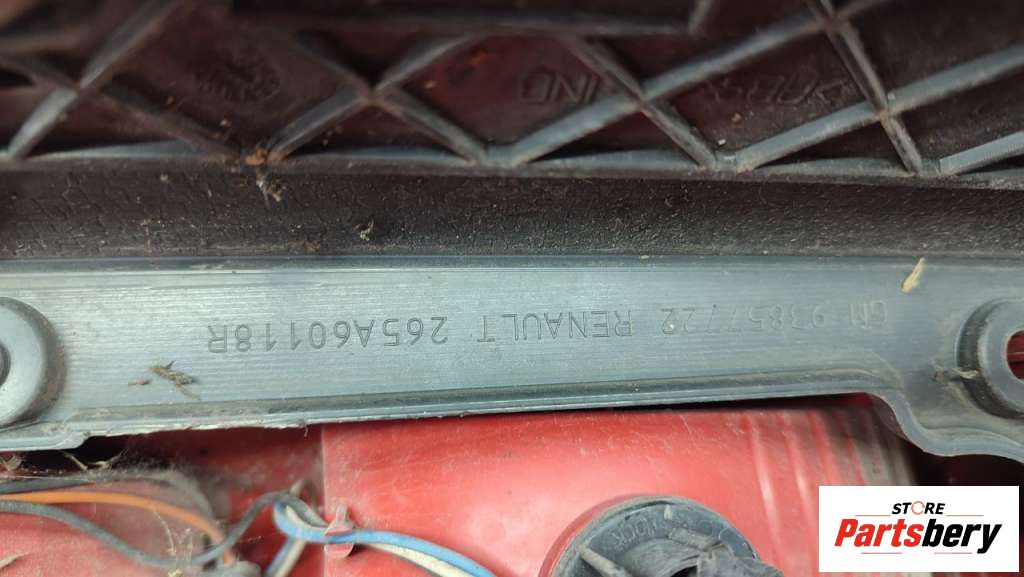 GM 93857722 RENAULT 265A60118R
STORE
Partsbery